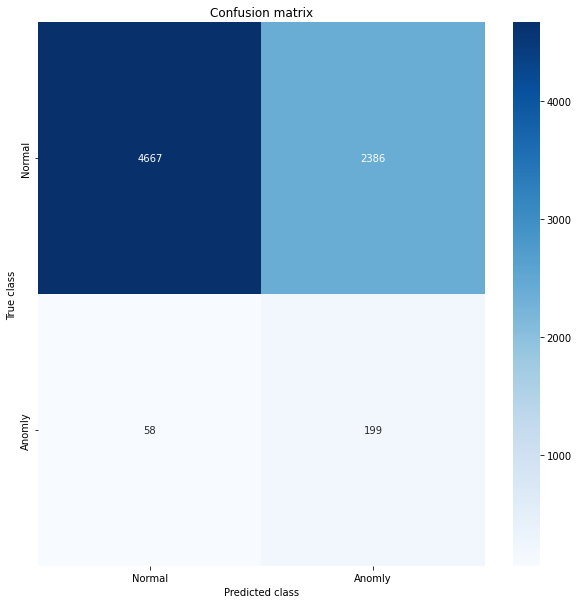 Confusion matrix
Normal
Anomly
True class
4667
2386
58
199
Normal
Anomly
Predicted class
4000
3000
2000
1000